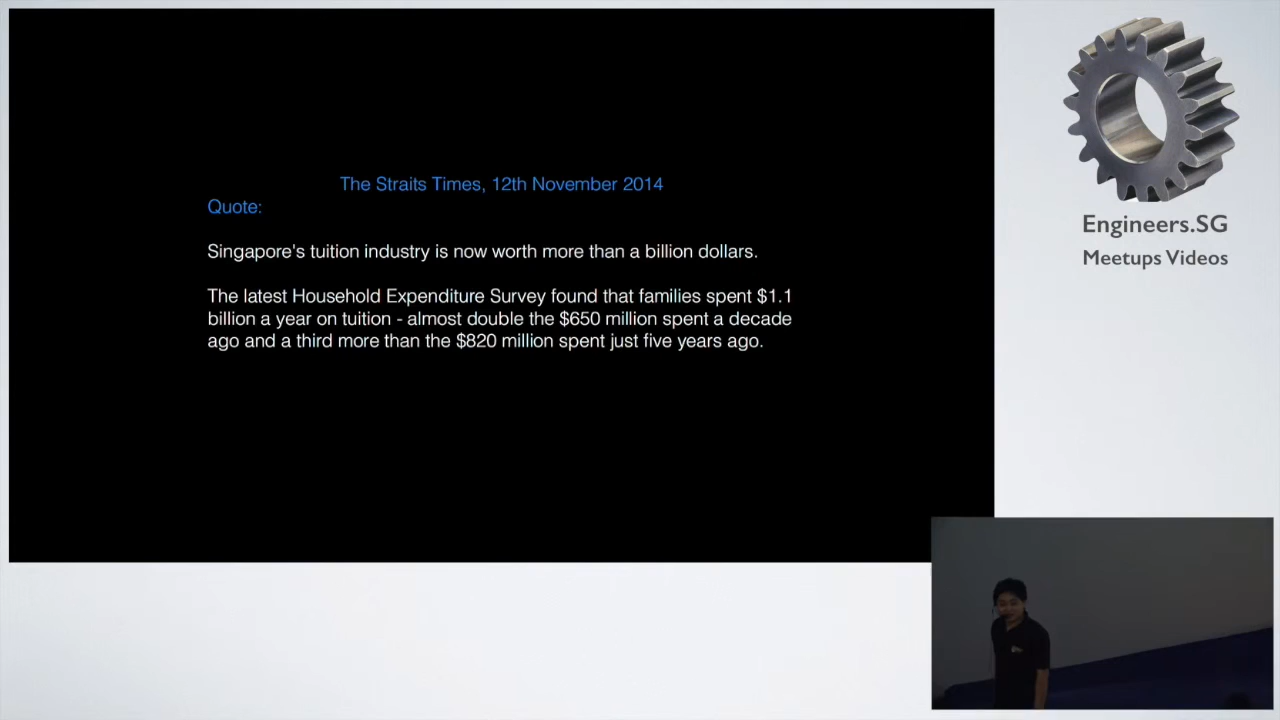 The Straits Times, 12th November 2014
Quote:
Singapore's tuition industry is now worth more than a billion dollars.
The latest Household Expenditure Survey found that families spent $1.1
billion a year on tuition - almost double the $650 million spent a decade
ago and a third more than the $820 million spent just five years ago.
Engineers.SG
Meetups Videos